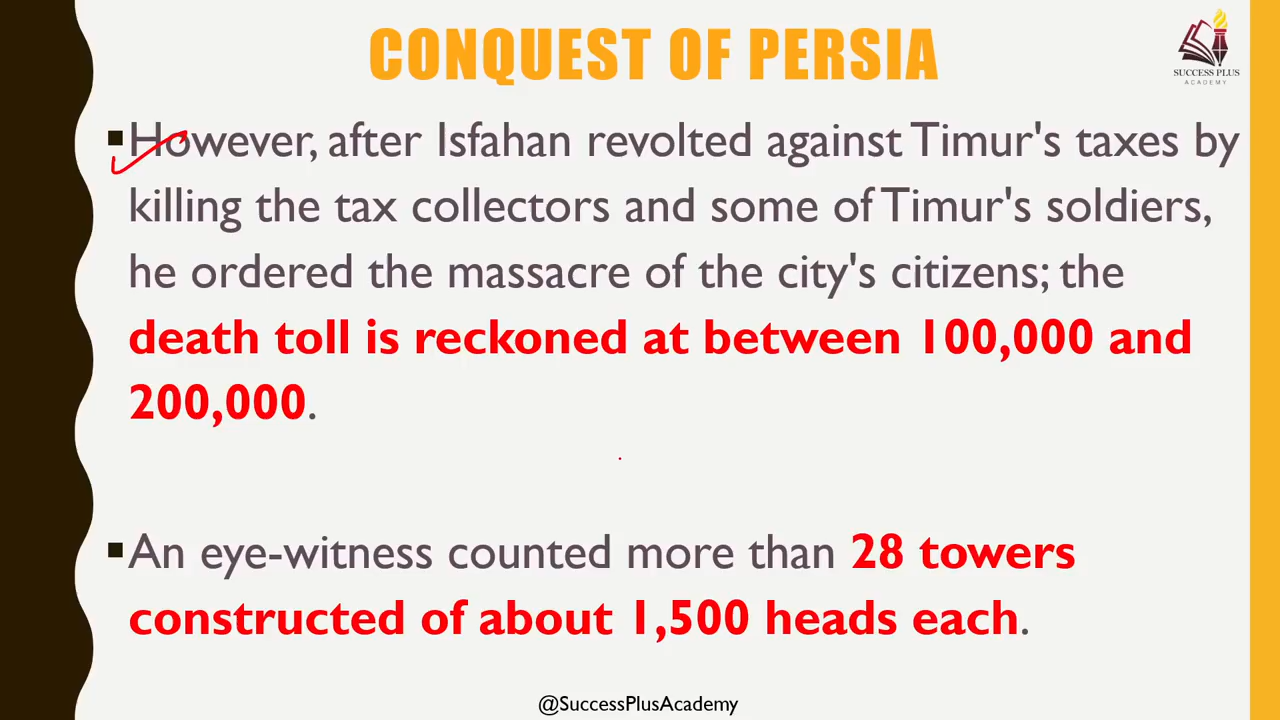 CONQUEST OF PERSIA
SUCCESS PLUS
ACADEMY
▪However, after Isfahan revolted against Timur's taxes by
killing the tax collectors and some of Timur's soldiers,
he ordered the massacre of the city's citizens; the
death toll is reckoned at between 100,000 and
200,000.
▪An eye-witness counted more than 28 towers
constructed of about 1,500 heads each.
@SuccessPlusAcademy